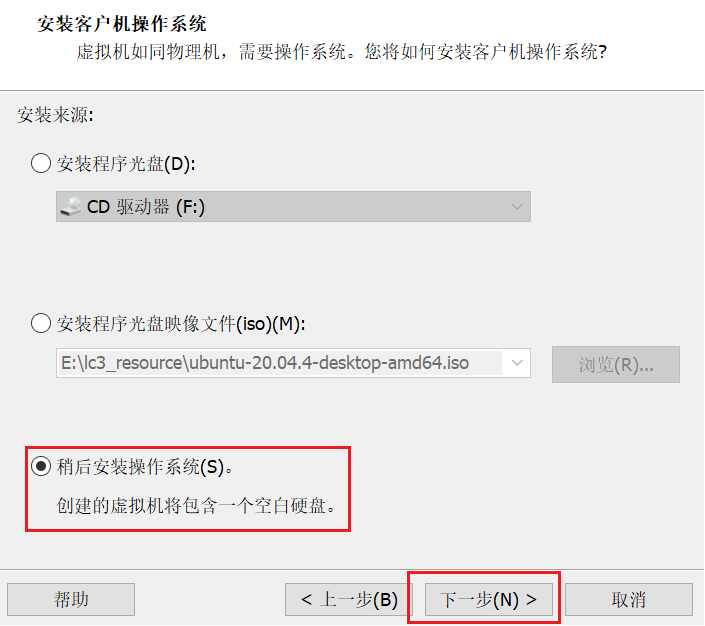 安装客户机操作系统
虚拟机如同物理机，需要操作系统。您将如何安装客户机操作系统?
安装来源:
安装程序光盘(D):
CD 驱动器 (F:)
安装程序光盘映像文件(iso)(M):
E:\lc3_resource\ubuntu-20.04.4-desktop-amd64.iso
浏览(R)...
稍后安装操作系统(S)。
创建的虚拟机将包含一个空白硬盘。
帮助
< 上一步(B)
下一步(N) >
取消